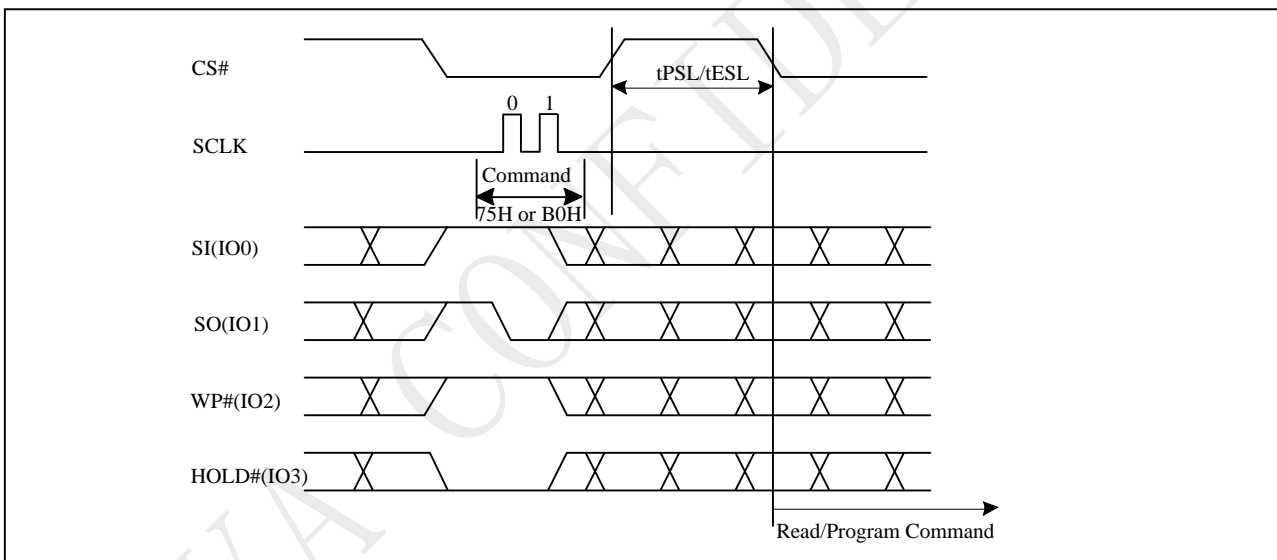 CS#
tPSL/tESL
0 1
SCLK
Command
75H or B0H
SI(IO0)
SO(IO1)
WP#(IO2)
HOLD#(IO3)
Read/Program Command